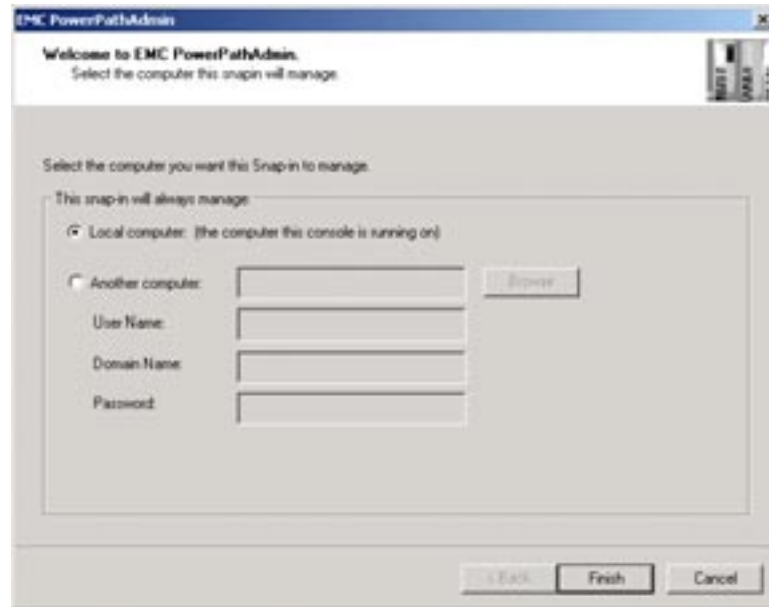 EMC PowerPathAdmin
Welcome to EMC PowerPathAdmin.
Select the computer this snapin will manage.
Select the computer you want this Snap-in to manage.
This snap-in will always manage
Local computer: (the computer this console is running on)
Another computer:
Browse
User Name:
Domain Name:
Password:
< Back
Finish
Cancel